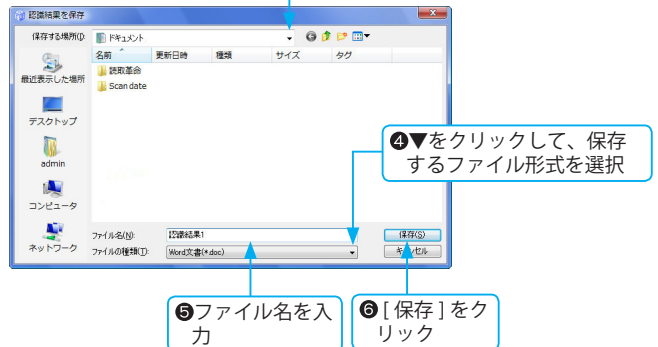 認識結果を保存
保存する場所(I):
ドキュメント
名前 更新日時 種類 サイズ タグ
読取革命
Scan date
最近表示した場所
デスクトップ
admin
コンピュータ
ネットワーク
❹▼をクリックして、保存
するファイル形式を選択
ファイル名(N): 認識結果1 保存(S)
ファイルの種類(T): Word文書(*.doc) キャンセル
❺ファイル名を入
力
❻[ 保存 ] をク
リック